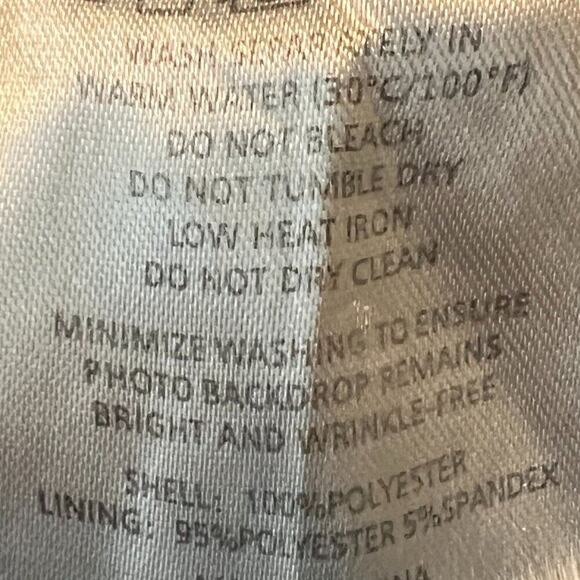 WASH SEPARATELY IN
WARM WATER (30°C/100°F)
DO NOT BLEACH
DO NOT TUMBLE DRY
LOW HEAT IRON
DO NOT DRY CLEAN
MINIMIZE WASHING TO ENSURE
PHOTO BACKDROP REMAINS
BRIGHT AND WRINKLE-FREE
SHELL: 100%POLYESTER
LINING: 95%POLYESTER 5%SPANDEX